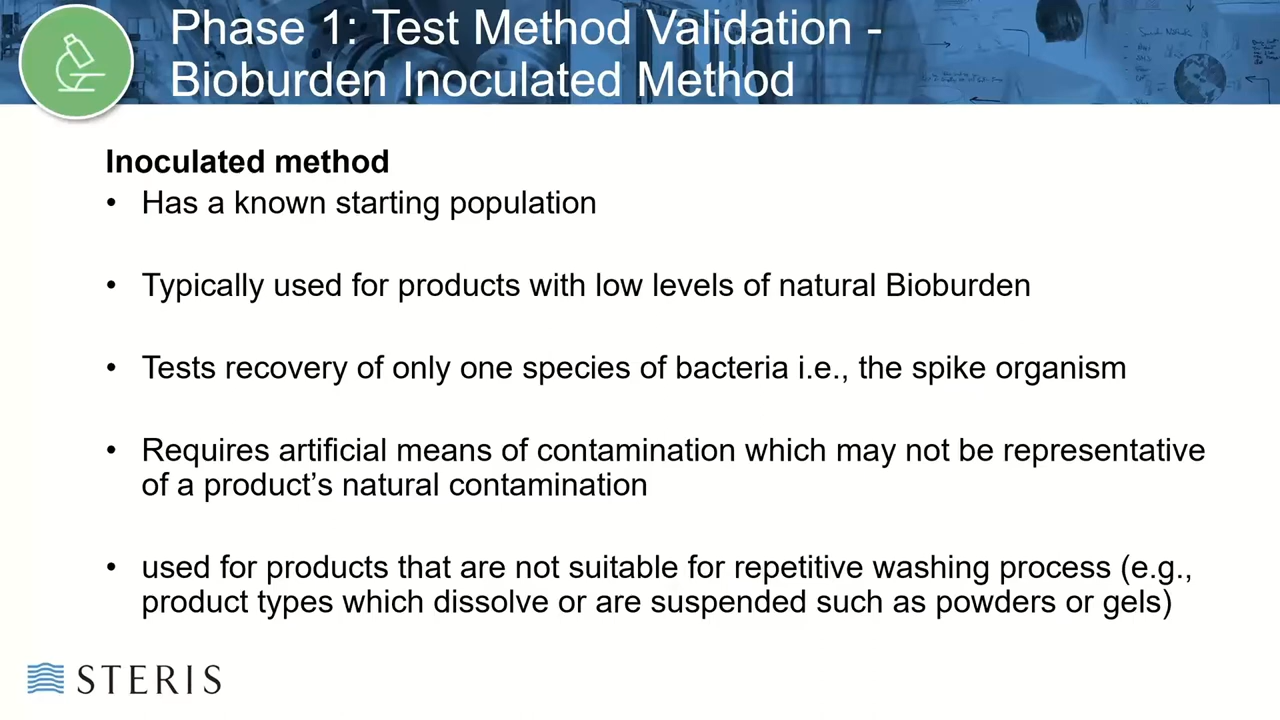 Phase 1: Test Method Validation -
Bioburden Inoculated Method
Inoculated method
• Has a known starting population
• Typically used for products with low levels of natural Bioburden
• Tests recovery of only one species of bacteria i.e., the spike organism
• Requires artificial means of contamination which may not be representative
of a product’s natural contamination
• used for products that are not suitable for repetitive washing process (e.g.,
product types which dissolve or are suspended such as powders or gels)
STERIS